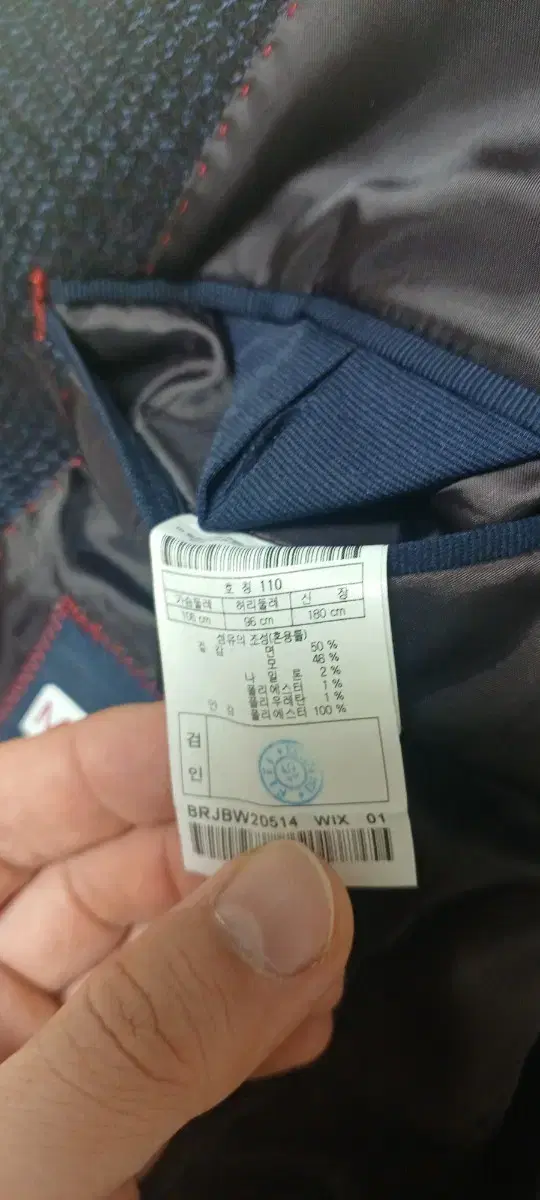 호 칭 110
가슴둘레 허리둘레 신 장
106 cm 96 cm 180 cm
섬유의 조성(혼용률)
겉 감 면 50 %
모 46 %
나 일 론 2 %
폴리에스터 1 %
폴리우레탄 1 %
안 감 폴리에스터 100 %
검
인
BRJBW20514 WIX 01